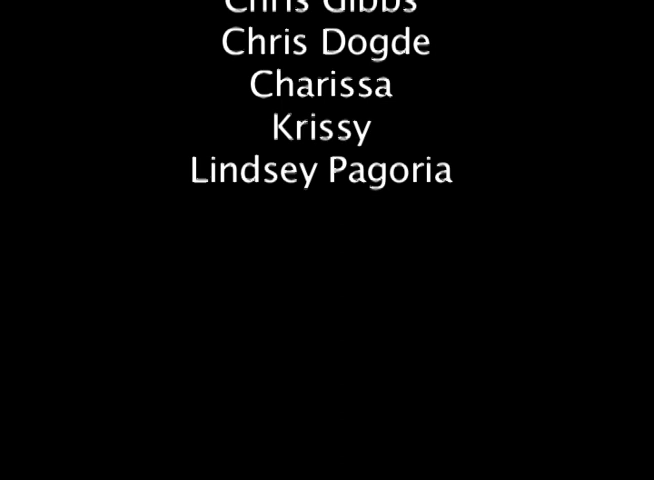 Chris Gibbs
Chris Dogde
Charissa
Krissy
Lindsey Pagoria